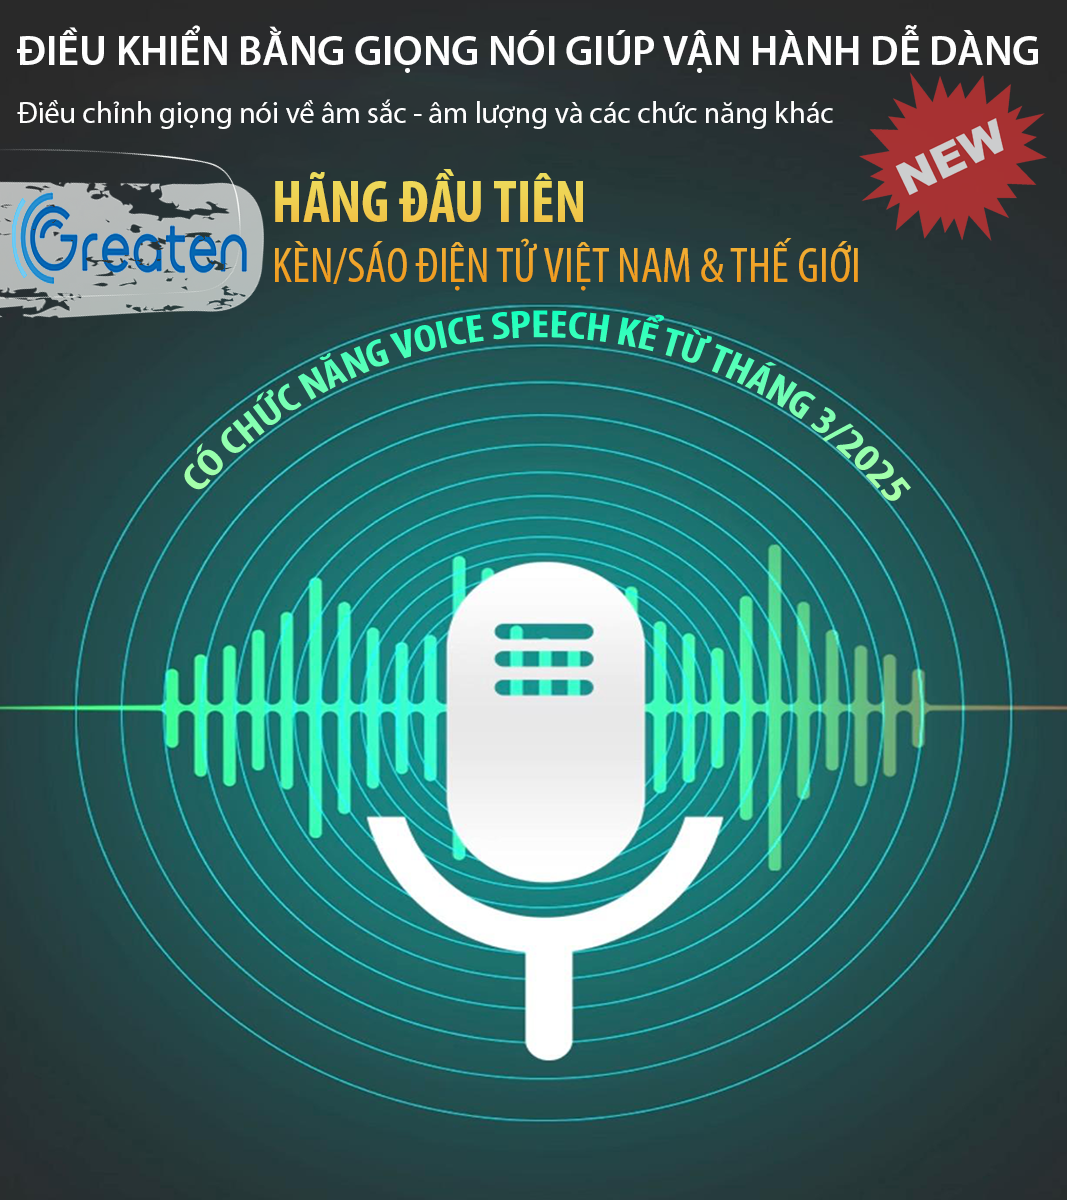 ĐIỀU KHIỂN BẰNG GIỌNG NÓI GIÚP VẬN HÀNH DỄ DÀNG
Điều chỉnh giọng nói về âm sắc - âm lượng và các chức năng khác
NEW
Greaten
HÃNG ĐẦU TIÊN
KÈN/SÁO ĐIỆN TỬ VIỆT NAM & THẾ GIỚI
CÓ CHỨC NĂNG VOICE SPEECH KỂ TỪ THÁNG 3/2025